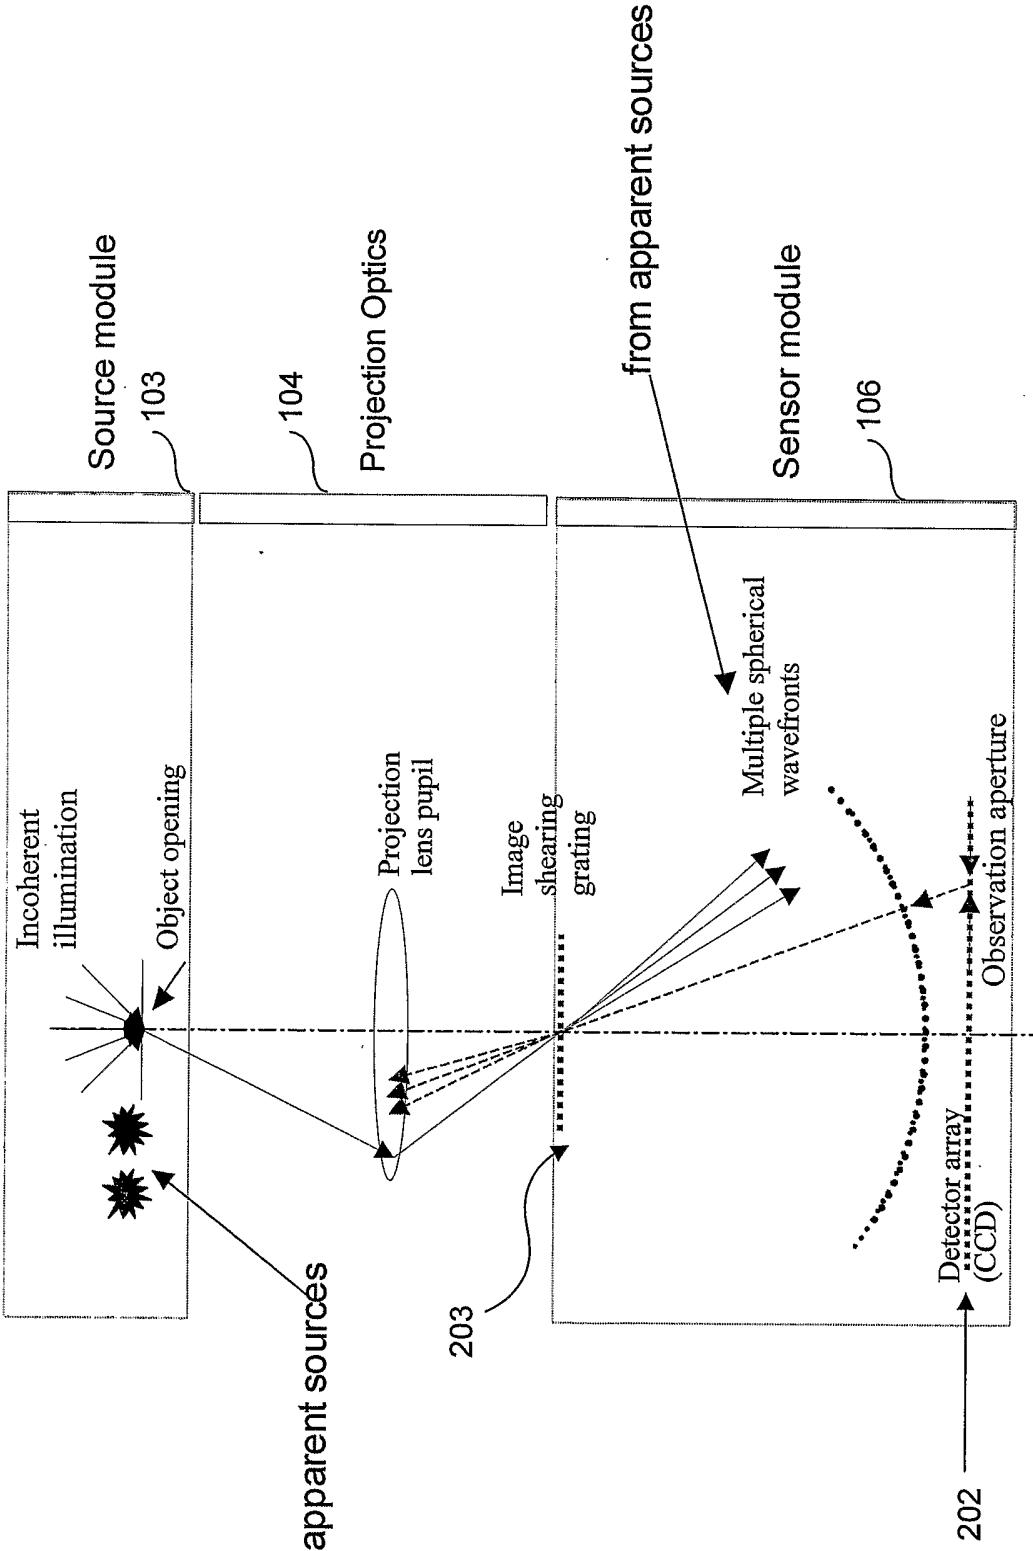 Source module
103
104
Projection Optics
from apparent sources
Sensor module
106
Incoherent
illumination
Object opening
Projection
lens pupil
Image
shearing
grating
Multiple spherical
wavefronts
Observation aperture
Detector array
(CCD)
apparent sources
203
202